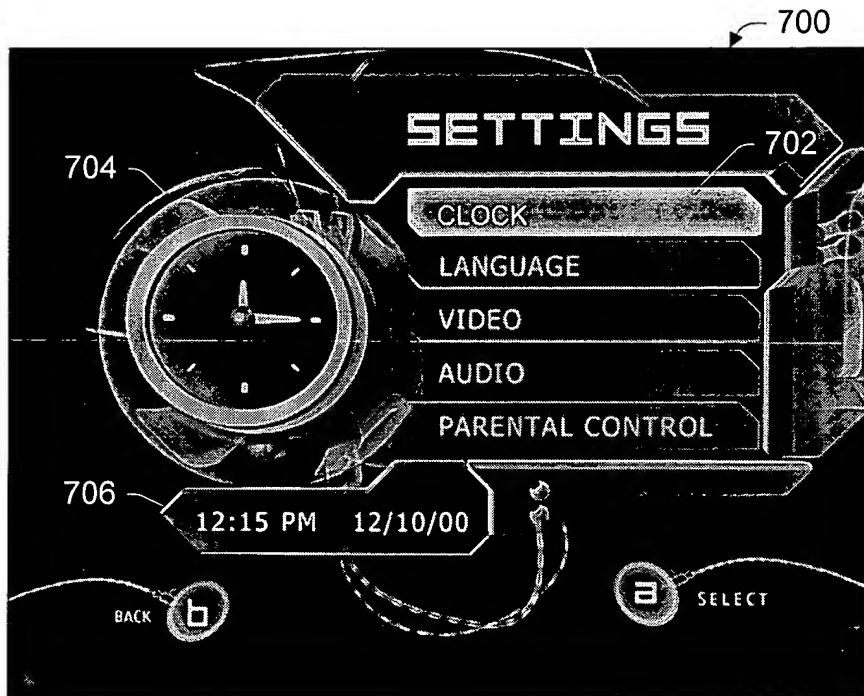 700
SETTINGS
702
704
CLOCK
LANGUAGE
VIDEO
AUDIO
PARENTAL CONTROL
706
12:15 PM 12/10/00
BACK b
a SELECT